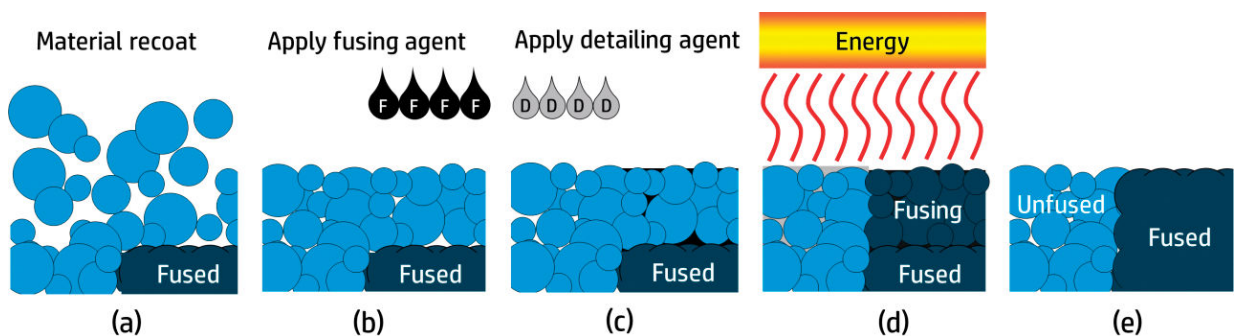 Material recoat
Apply fusing agent
Apply detailing agent
Energy
F F F F
D D D D
Fused
Fused
Fused
Fusing
Fused
Unfused
Fused
(a)
(b)
(c)
(d)
(e)